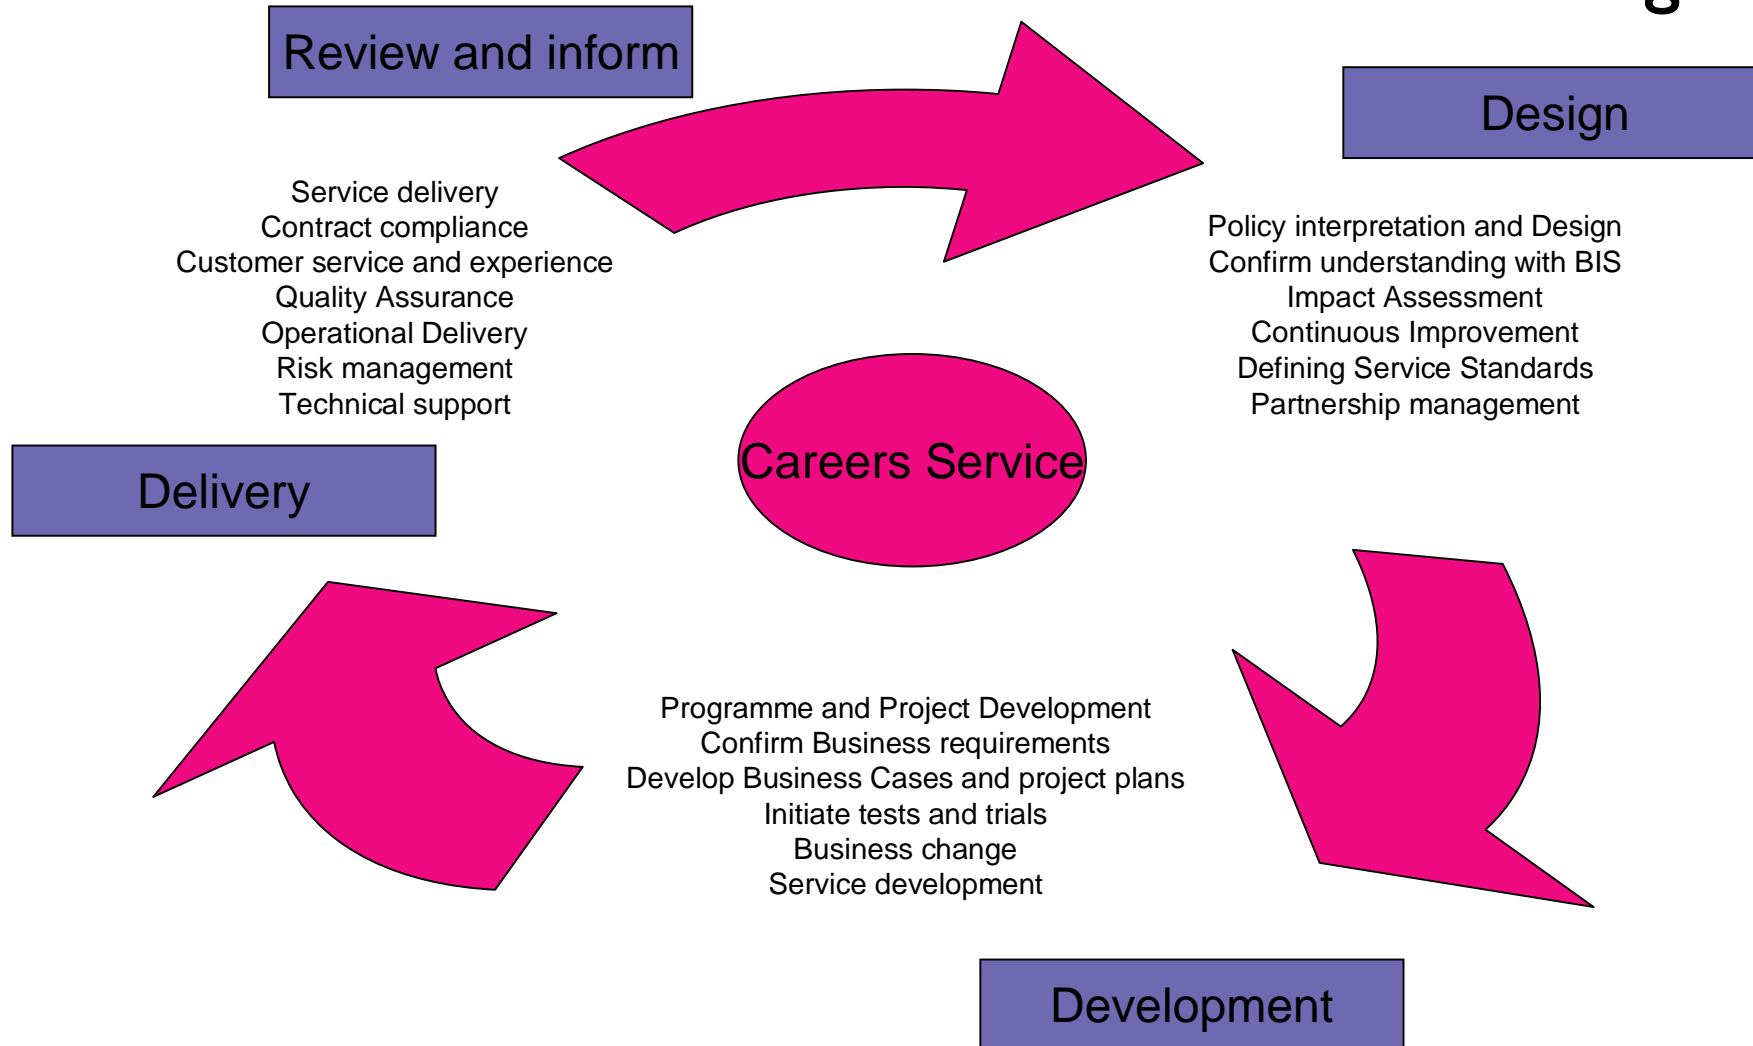 Review and inform
Design
Service delivery
Contract compliance
Customer service and experience
Quality Assurance
Operational Delivery
Risk management
Technical support
Policy interpretation and Design
Confirm understanding with BIS
Impact Assessment
Continuous Improvement
Defining Service Standards
Partnership management
Careers Service
Delivery
Programme and Project Development
Confirm Business requirements
Develop Business Cases and project plans
Initiate tests and trials
Business change
Service development
Development